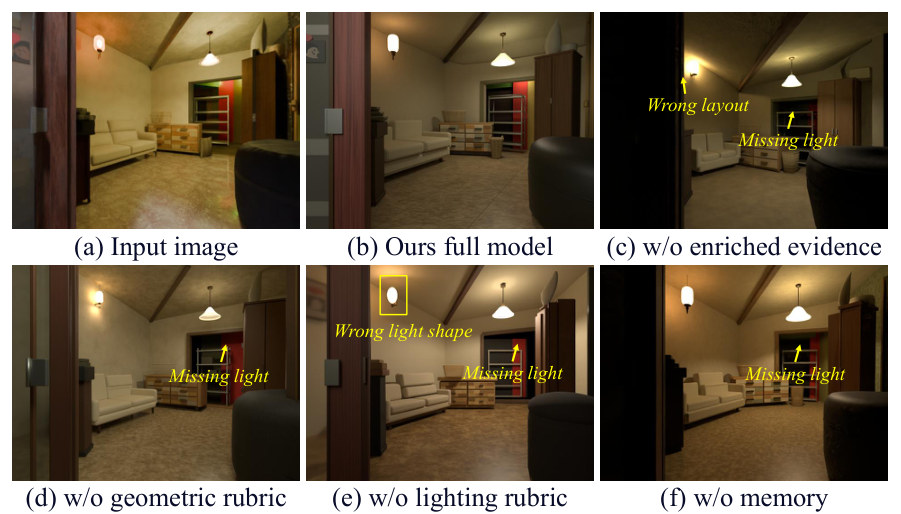 (a) Input image
(b) Ours full model
Wrong layout
Missing light
(c) w/o enriched evidence
Missing light
(d) w/o geometric rubric
Wrong light shape
Missing light
(e) w/o lighting rubric
Missing light
(f) w/o memory